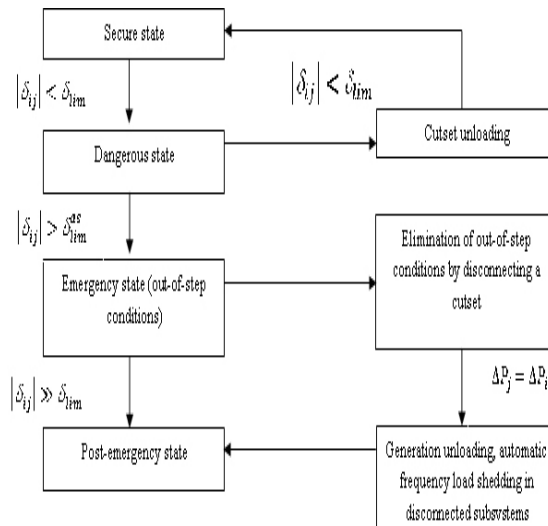 Secure state
|δij| < δlim
|δij| < δlim
Dangerous state
Cutset unloading
|δij| > δlim^as
Emergency state (out-of-step
conditions)
Elimination of out-of-step
conditions by disconnecting a
cutset
|δij| ≫ δlim
ΔPj = ΔPi
Post-emergency state
Generation unloading, automatic
frequency load shedding in
disconnected subsystems